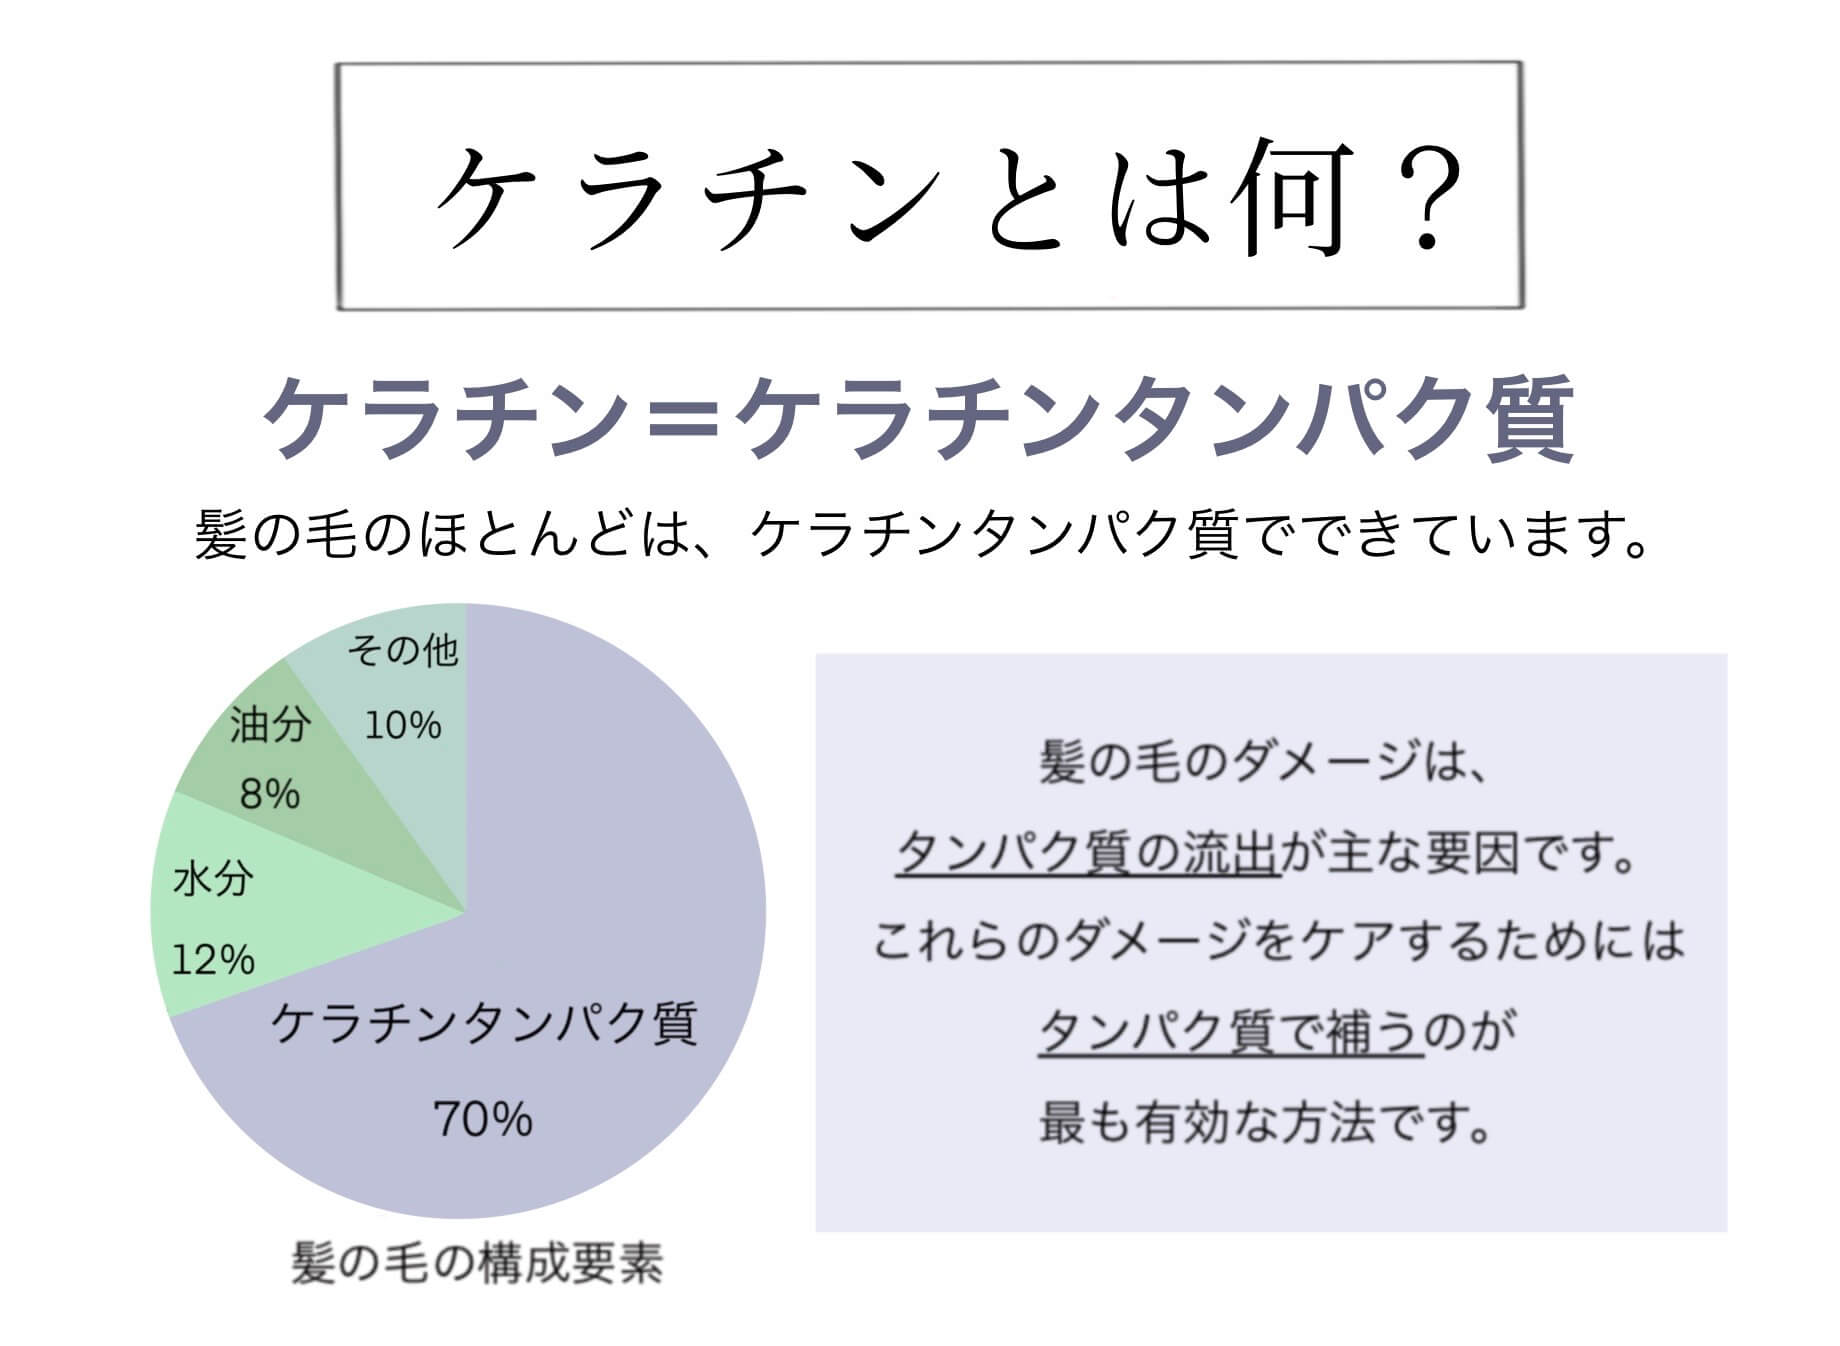 ケラチンとは何？
ケラチン＝ケラチンタンパク質
髪の毛のほとんどは、ケラチンタンパク質でできています。
その他
10%
油分
8%
水分
12%
ケラチンタンパク質
70%
髪の毛の構成要素
髪の毛のダメージは、
タンパク質の流出が主な要因です。
これらのダメージをケアするためには
タンパク質で補うのが
最も有効な方法です。